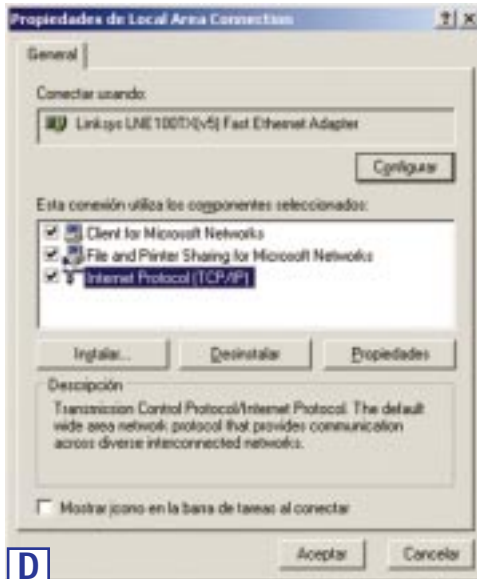 Propiedades de Local Area Connection
General
Conectar usando:
Linksys LNE100TX(v5) Fast Ethernet Adapter
Configurar
Esta conexión utiliza los componentes seleccionados:
Client for Microsoft Networks
File and Printer Sharing for Microsoft Networks
Internet Protocol (TCP/IP)
Instalar... Desinstalar Propiedades
Descripción
Transmission Control Protocol/Internet Protocol. The default
wide area network protocol that provides communication
across diverse interconnected networks.
Mostrar icono en la barra de tareas al conectar
Aceptar Cancelar
D